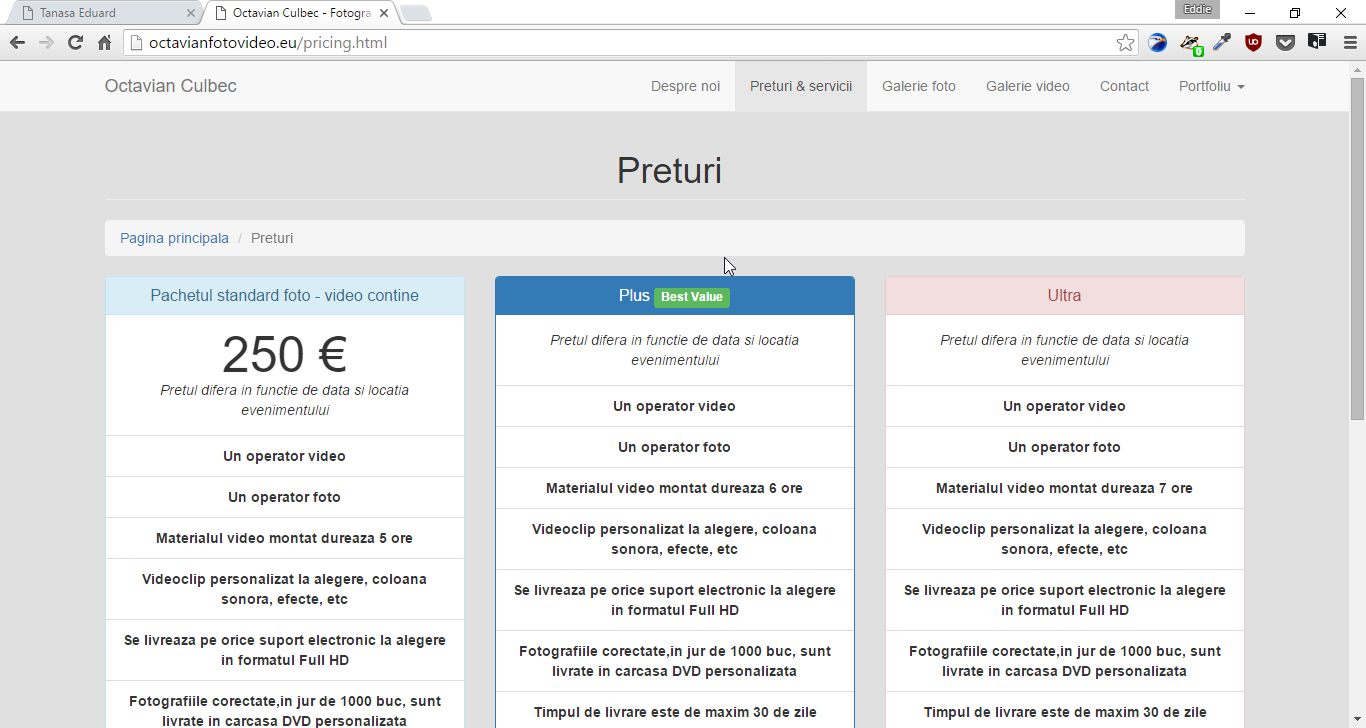 Tanasa Eduard
Octavian Culbec - Fotogra
Eddie
octavianfotovideo.eu/pricing.html
Octavian Culbec
Despre noi
Preturi & servicii
Galerie foto
Galerie video
Contact
Portfoliu
Preturi
Pagina principala / Preturi
Pachetul standard foto - video contine
250 €
Pretul difera in functie de data si locatia
evenimentului
Un operator video
Un operator foto
Materialul video montat dureaza 5 ore
Videoclip personalizat la alegere, coloana
sonora, efecte, etc
Se livreaza pe orice suport electronic la alegere
in formatul Full HD
Fotografiile corectate,in jur de 1000 buc, sunt
livrate in carcasa DVD personalizata
Plus Best Value
Pretul difera in functie de data si locatia
evenimentului
Un operator video
Un operator foto
Materialul video montat dureaza 6 ore
Videoclip personalizat la alegere, coloana
sonora, efecte, etc
Se livreaza pe orice suport electronic la alegere
in formatul Full HD
Fotografiile corectate,in jur de 1000 buc, sunt
livrate in carcasa DVD personalizata
Timpul de livrare este de maxim 30 de zile
Ultra
Pretul difera in functie de data si locatia
evenimentului
Un operator video
Un operator foto
Materialul video montat dureaza 7 ore
Videoclip personalizat la alegere, coloana
sonora, efecte, etc
Se livreaza pe orice suport electronic la alegere
in formatul Full HD
Fotografiile corectate,in jur de 1000 buc, sunt
livrate in carcasa DVD personalizata
Timpul de livrare este de maxim 30 de zile